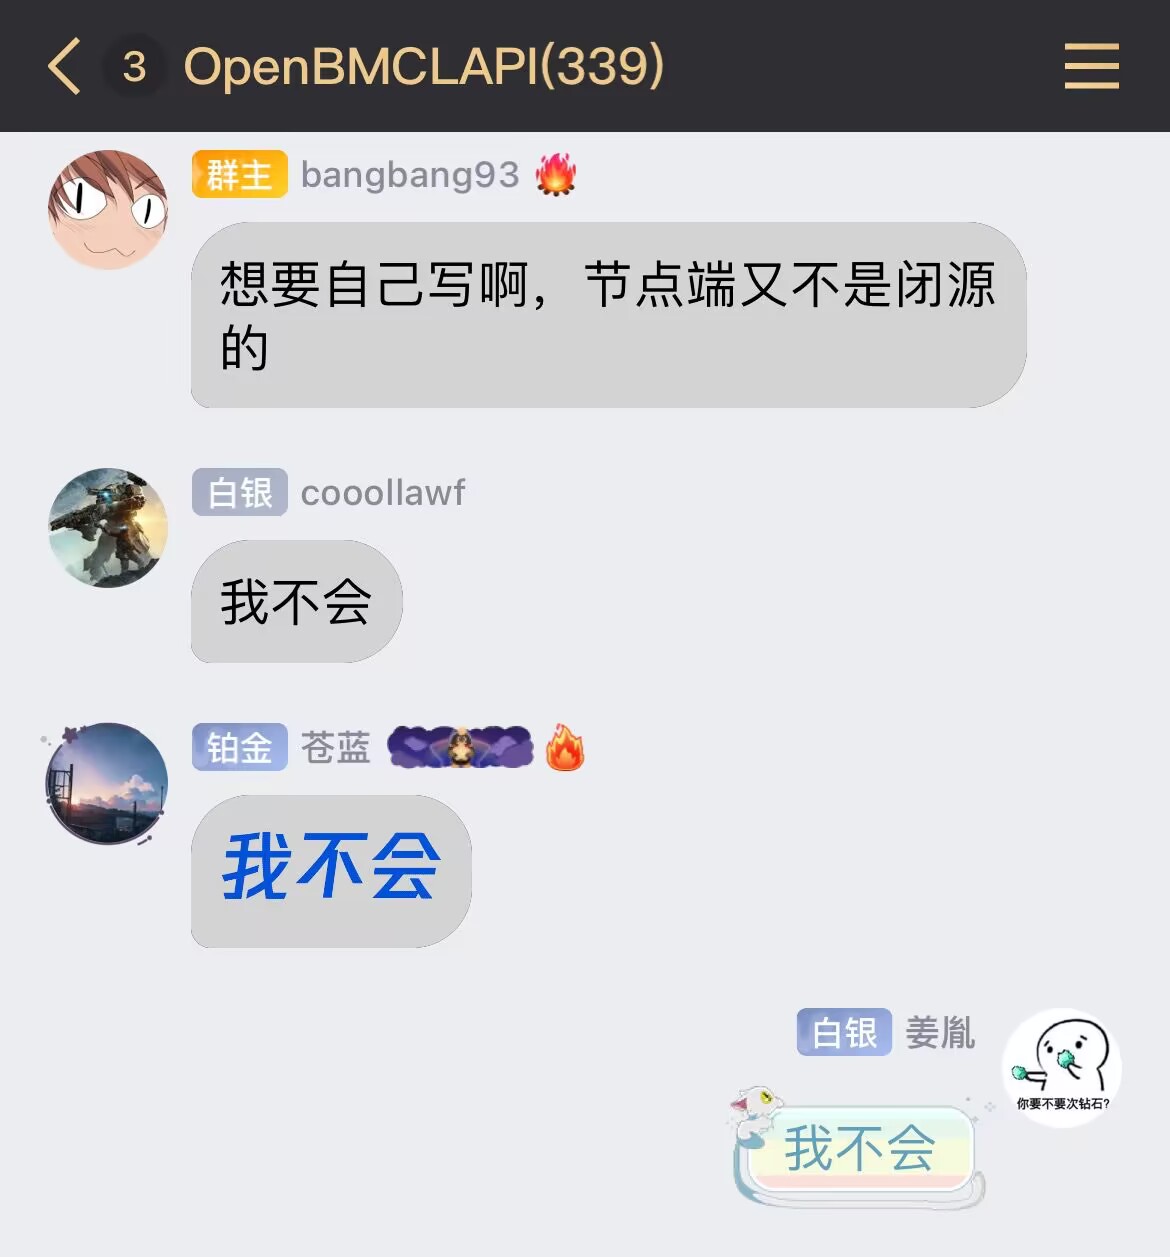 3 OpenBMCLAPI(339)
群主 bangbang93
想要自己写啊，节点端又不是闭源
的
白银 cooollawf
我不会
铂金 苍蓝
我不会
白银 姜胤
你要不要次钻石?
我不会